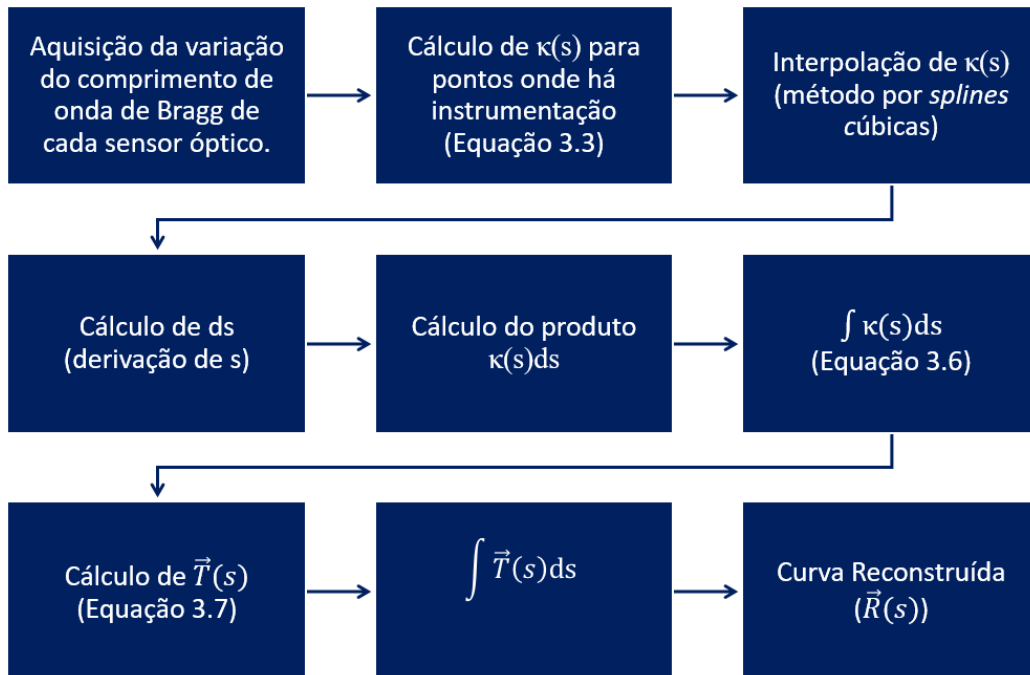 Aquisição da variação
do comprimento de
onda de Bragg de
cada sensor óptico.
Cálculo de κ(s) para
pontos onde há
instrumentação
(Equação 3.3)
Interpolação de κ(s)
(método por splines
cúbicas)
Cálculo de ds
(derivação de s)
Cálculo do produto
κ(s)ds
∫ κ(s)ds
(Equação 3.6)
Cálculo de T⃗(s)
(Equação 3.7)
∫ T⃗(s)ds
Curva Reconstruída
(R⃗(s))